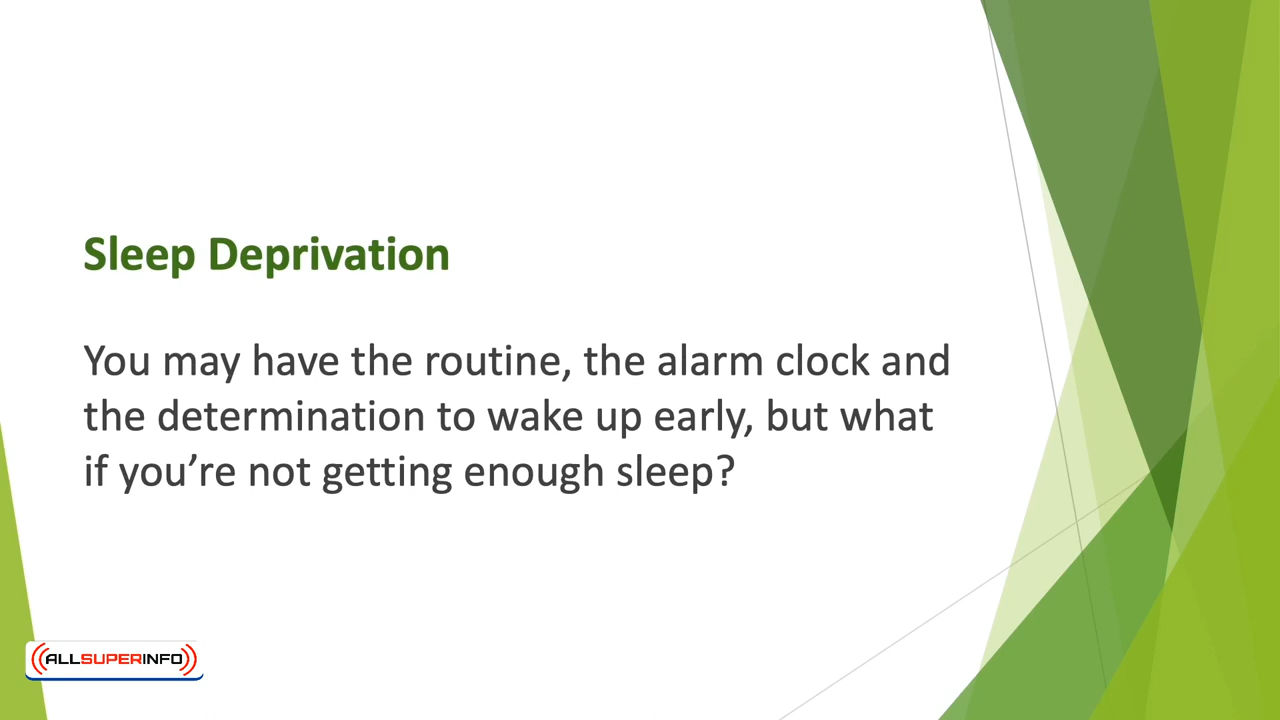 Sleep Deprivation
You may have the routine, the alarm clock and
the determination to wake up early, but what
if you’re not getting enough sleep?
ALLSUPERINFO